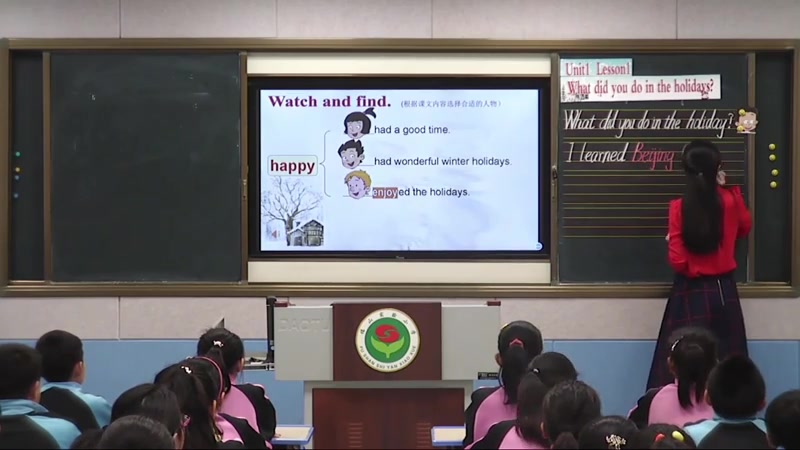 Watch and find. (根据课文内容选择合适的人物)
had a good time.
happy
had wonderful winter holidays.
enjoyed the holidays.
Unit1 Lesson1
What did you do in the holidays?
What did you do in the holiday?
I learned Beijing